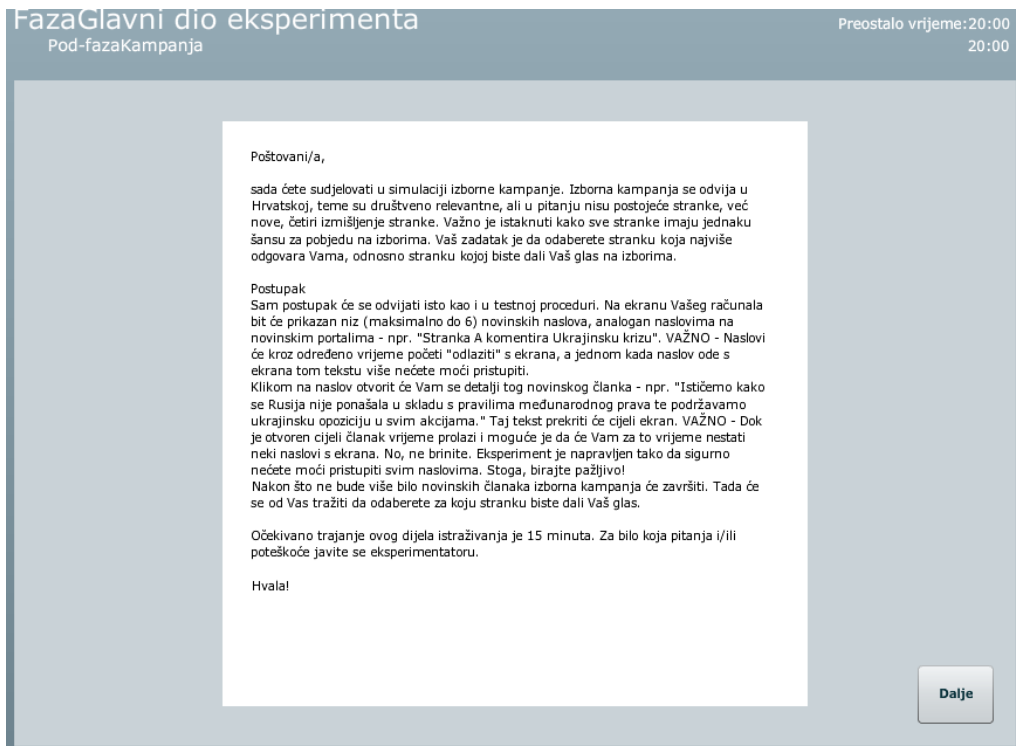 FazaGlavni dio eksperimenta
Pod-fazaKampanja
Preostalo vrijeme:20:00
20:00
Poštovani/a,
sada ćete sudjelovati u simulaciji izborne kampanje. Izborna kampanja se odvija u
Hrvatskoj, teme su društveno relevantne, ali u pitanju nisu postojeće stranke, već
nove, četiri izmišljenje stranke. Važno je istaknuti kako sve stranke imaju jednaku
šansu za pobjedu na izborima. Vaš zadatak je da odaberete stranku koja najviše
odgovara Vama, odnosno stranku kojoj biste dali Vaš glas na izborima.
Postupak
Sam postupak će se odvijati isto kao i u testnoj proceduri. Na ekranu Vašeg računala
bit će prikazan niz (maksimalno do 6) novinskih naslova, analogan naslovima na
novinskim portalima - npr. "Stranka A komentira Ukrajinsku krizu". VAŽNO - Naslovi
će kroz određeno vrijeme početi "odlaziti" s ekrana, a jednom kada naslov ode s
ekrana tom tekstu više nećete moći pristupiti.
Klikom na naslov otvorit će Vam se detalji tog novinskog članka - npr. "Ističemo kako
se Rusija nije ponašala u skladu s pravilima međunarodnog prava te podržavamo
ukrajinsku opoziciju u svim akcijama." Taj tekst prekriti će cijeli ekran. VAŽNO - Dok
je otvoren cijeli članak vrijeme prolazi i moguće je da će Vam za to vrijeme nestati
neki naslovi s ekrana. No, ne brinite. Eksperiment je napravljen tako da sigurno
nećete moći pristupiti svim naslovima. Stoga, birajte pažljivo!
Nakon što ne bude više bilo novinskih članaka izborna kampanja će završiti. Tada će
se od Vas tražiti da odaberete za koju stranku biste dali Vaš glas.
Očekivano trajanje ovog dijela istraživanja je 15 minuta. Za bilo koja pitanja i/ili
poteškoće javite se eksperimentatoru.
Hvala!
Dalje